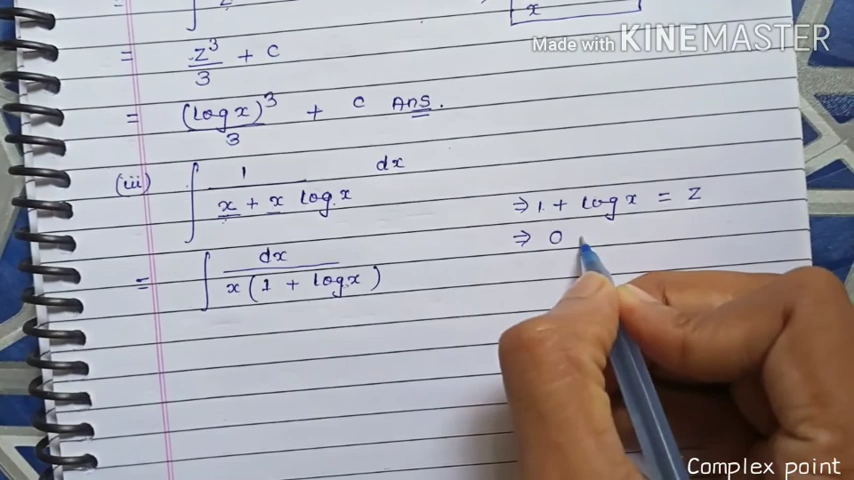 Made with KINEMASTER
x
= z³/3 + c
= (log x)³/3 + c Ans.
(iii) ∫ 1/(x + x log x) dx
⇒ 1 + log x = z
⇒ 0
= ∫ dx/(x(1 + log x))
Complex point